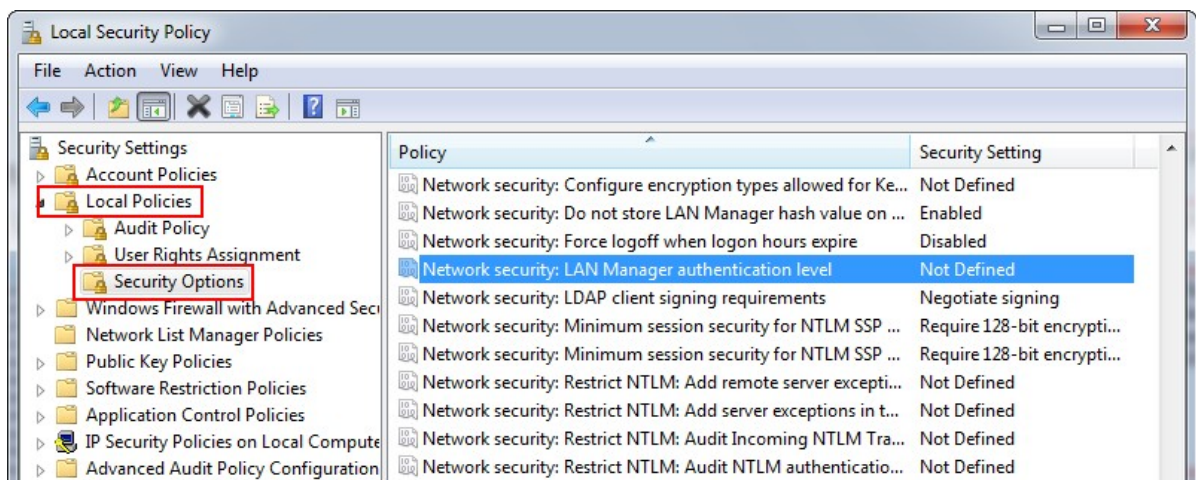 Local Security Policy
File Action View Help
Security Settings
Account Policies
Local Policies
Audit Policy
User Rights Assignment
Security Options
Windows Firewall with Advanced Secu
Network List Manager Policies
Public Key Policies
Software Restriction Policies
Application Control Policies
IP Security Policies on Local Compute
Advanced Audit Policy Configuration
Policy Security Setting
Network security: Configure encryption types allowed for Ke... Not Defined
Network security: Do not store LAN Manager hash value on ... Enabled
Network security: Force logoff when logon hours expire Disabled
Network security: LAN Manager authentication level Not Defined
Network security: LDAP client signing requirements Negotiate signing
Network security: Minimum session security for NTLM SSP ... Require 128-bit encrypti...
Network security: Minimum session security for NTLM SSP ... Require 128-bit encrypti...
Network security: Restrict NTLM: Add remote server excepti... Not Defined
Network security: Restrict NTLM: Add server exceptions in t... Not Defined
Network security: Restrict NTLM: Audit Incoming NTLM Tra... Not Defined
Network security: Restrict NTLM: Audit NTLM authenticatio... Not Defined